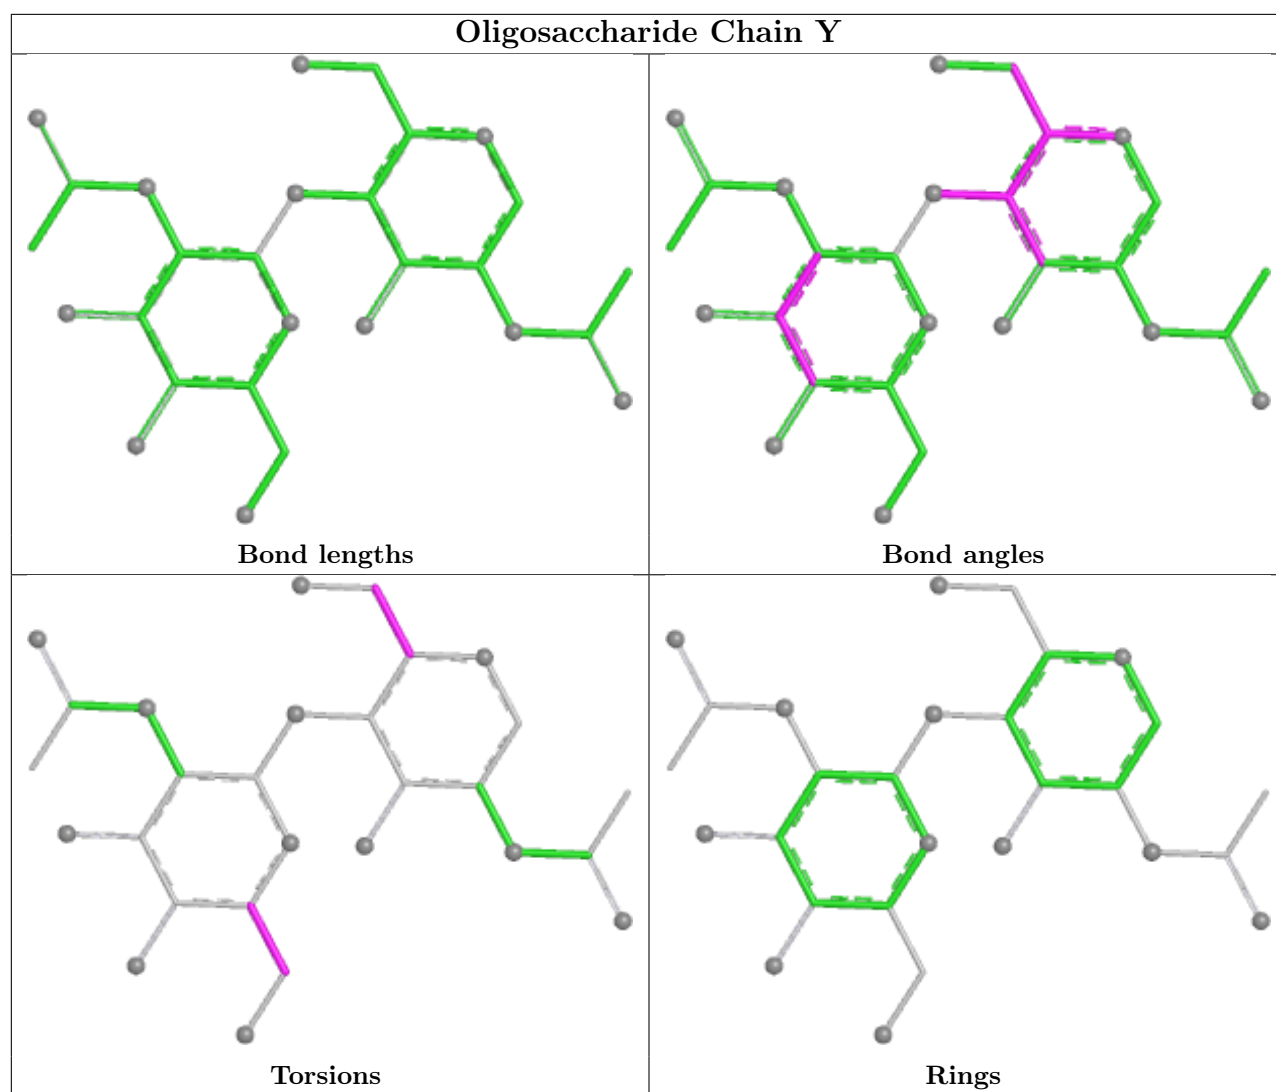 Oligosaccharide Chain Y
Bond lengths
Bond angles
Torsions
Rings